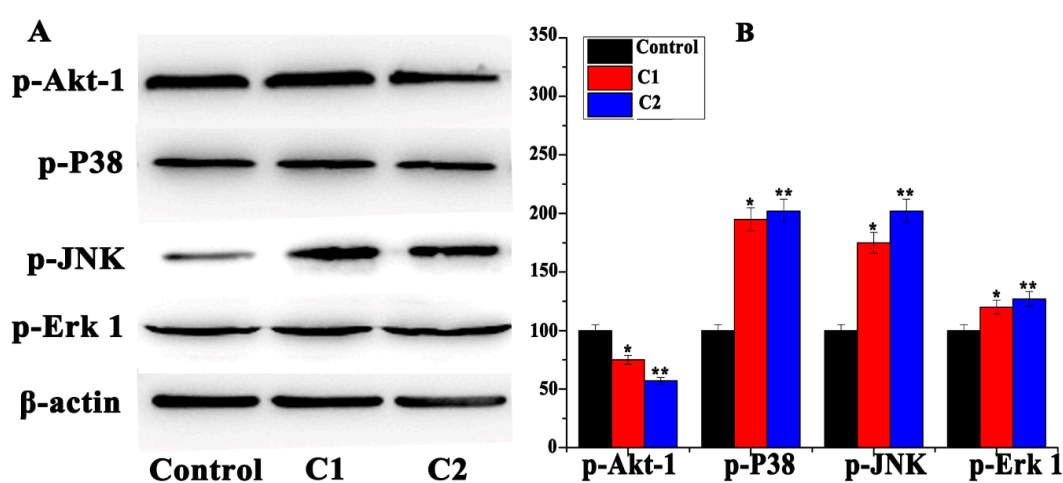 A
p-Akt-1
p-P38
p-JNK
p-Erk 1
β-actin
Control C1 C2
B
Control
C1
C2
350
300
250
200
150
100
50
0
* ** * ** * ** * **
p-Akt-1 p-P38 p-JNK p-Erk 1